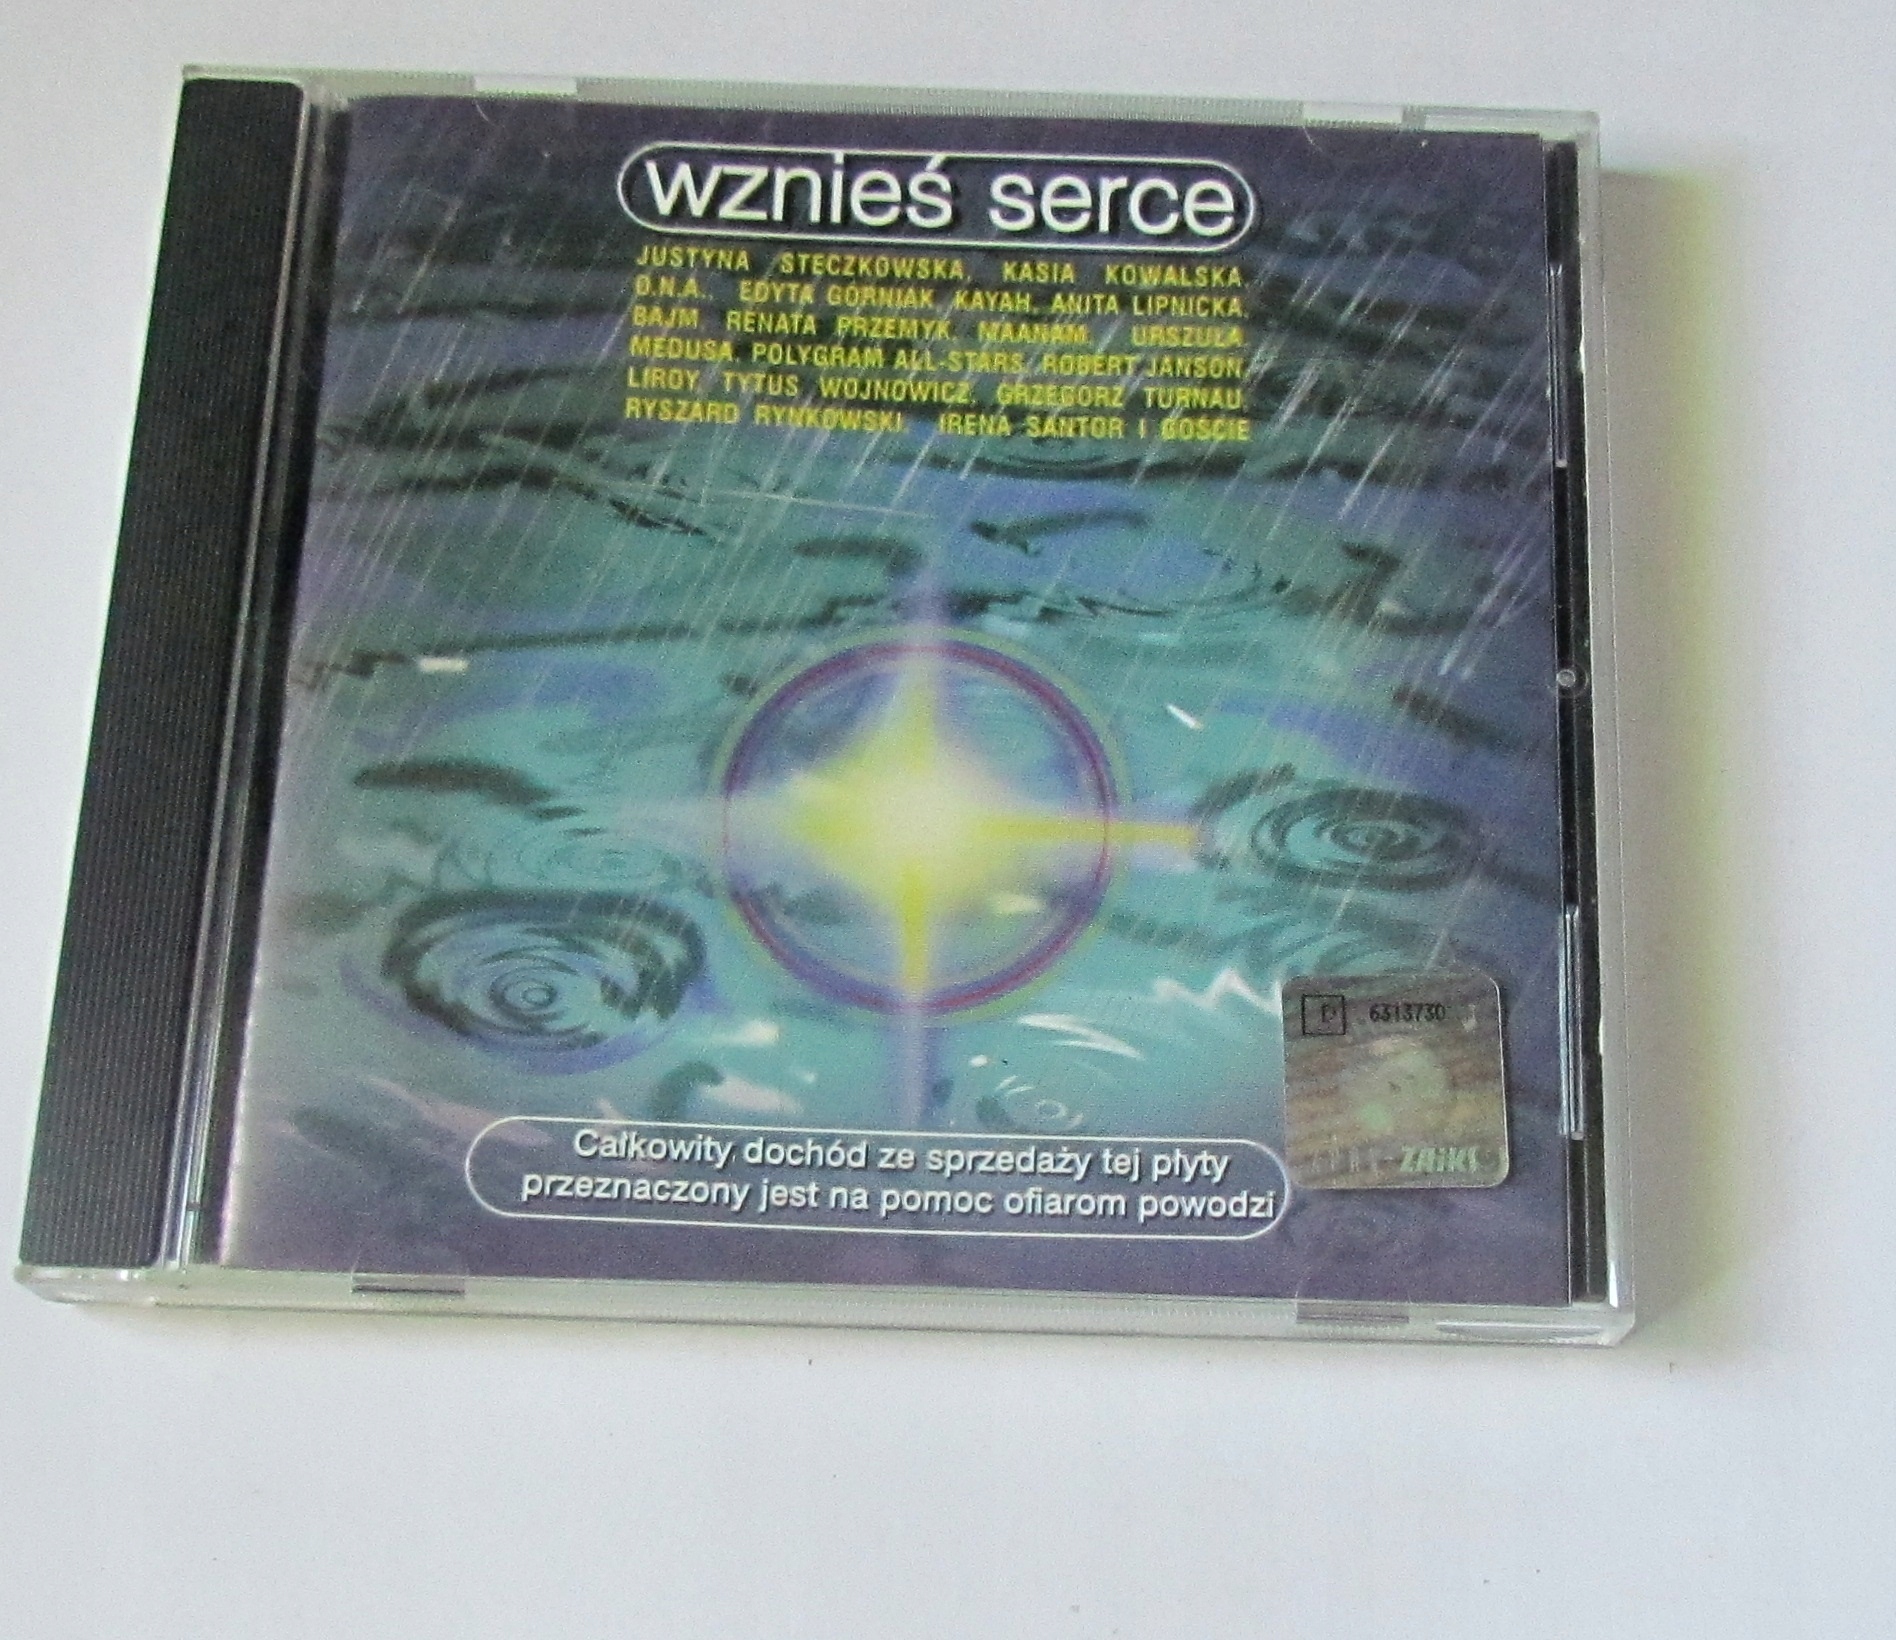 wznieś serce
JUSTYNA STECZKOWSKA, KASIA KOWALSKA,
O.N.A., EDYTA GÓRNIAK, KAYAH, ANITA LIPNICKA,
BAJM, RENATA PRZEMYK, MAANAM, URSZULA,
MEDUSA, POLYGRAM ALL-STARS, ROBERT JANSON,
LIROY, TYTUS WOJNOWICZ, GRZEGORZ TURNAU,
RYSZARD RYNKOWSKI, IRENA SANTOR I GOŚCIE
P 6313730
ZAiKS
Całkowity dochód ze sprzedaży tej płyty
przeznaczony jest na pomoc ofiarom powodzi